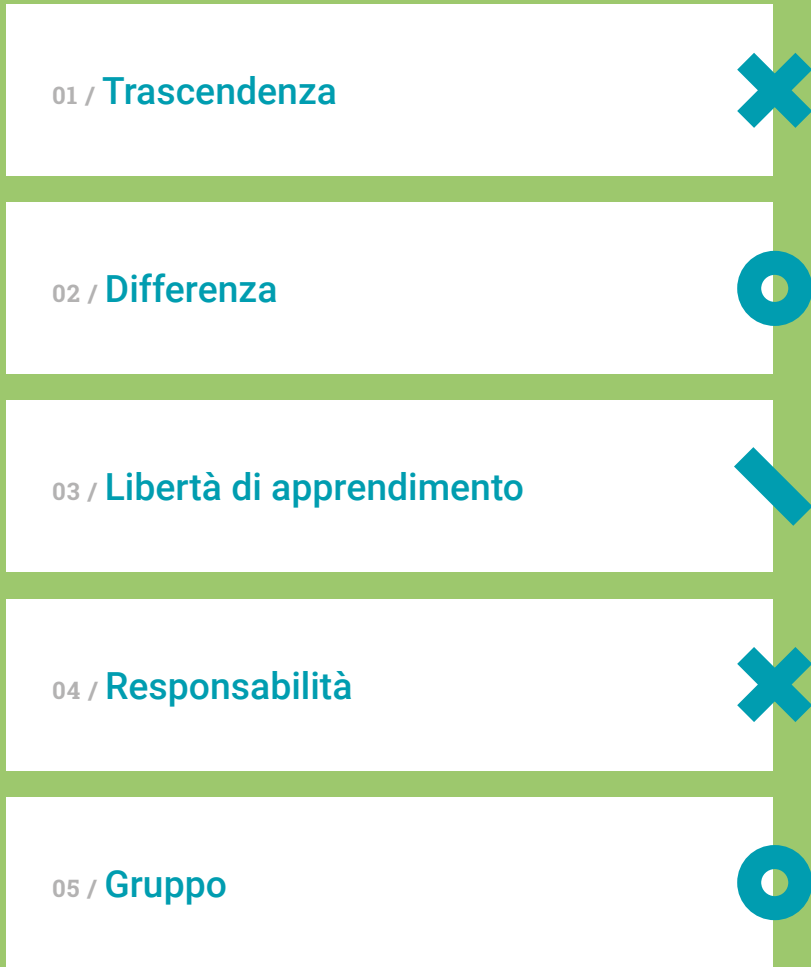 01 / Trascendenza
02 / Differenza
03 / Libertà di apprendimento
04 / Responsabilità
05 / Gruppo